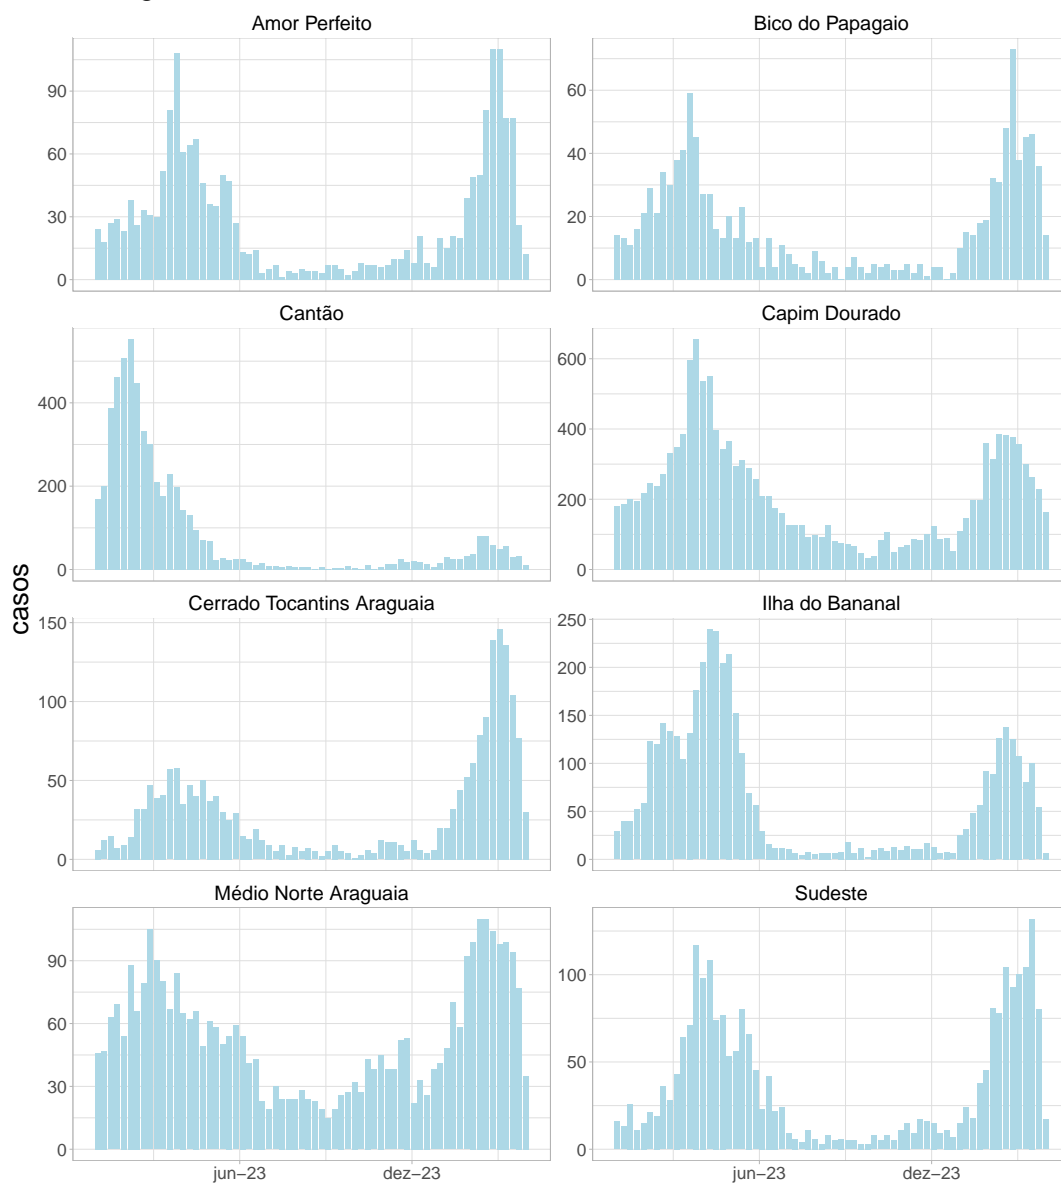 Amor Perfeito
Bico do Papagaio
90
60
30
0
60
40
20
0
Cantão
Capim Dourado
400
200
0
600
400
200
0
casos
Cerrado Tocantins Araguaia
Ilha do Bananal
150
100
50
0
250
200
150
100
50
0
Médio Norte Araguaia
Sudeste
90
60
30
0
100
50
0
jun−23
dez−23
jun−23
dez−23